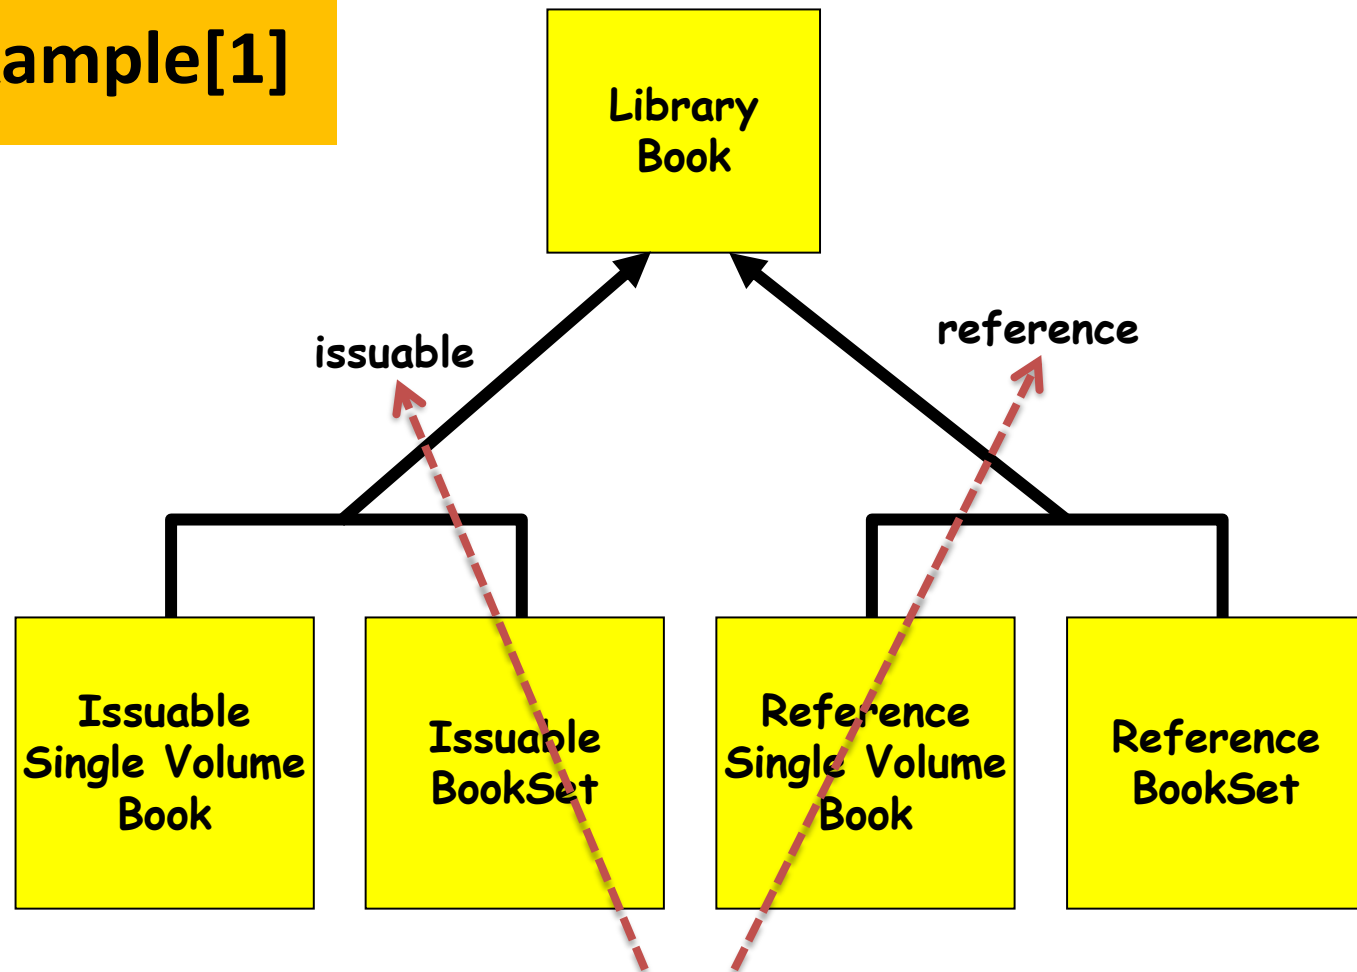 ample[1]
Library
Book
issuable
reference
Issuable
Single Volume
Book
Issuable
BookSet
Reference
Single Volume
Book
Reference
BookSet